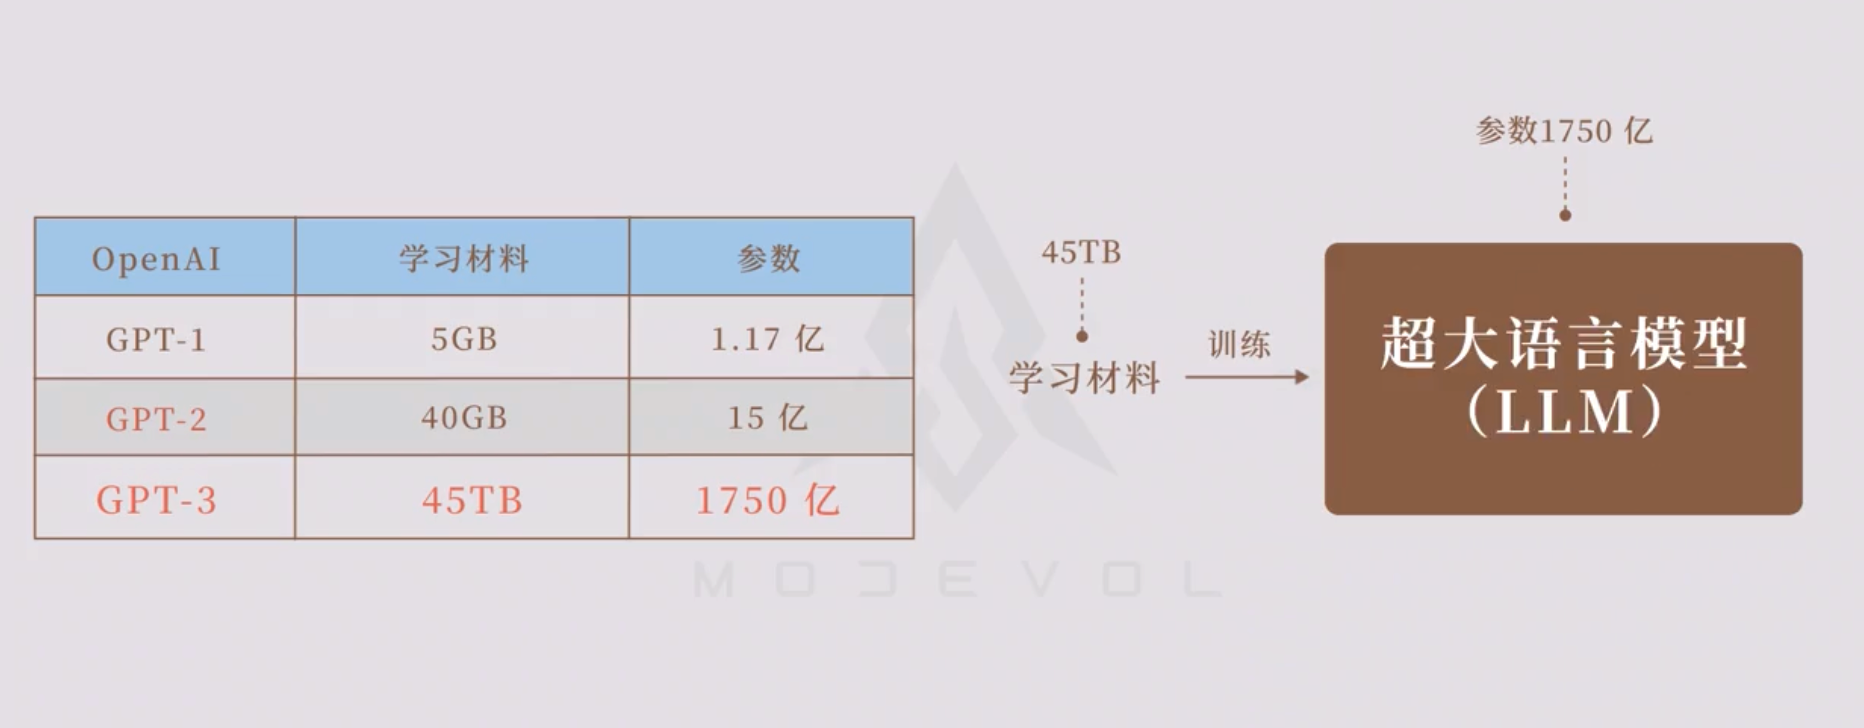 OpenAI 学习材料 参数
GPT-1 5GB 1.17 亿
GPT-2 40GB 15 亿
GPT-3 45TB 1750 亿
45TB
学习材料
训练
参数1750 亿
超大语言模型
（LLM）
MODEVOL